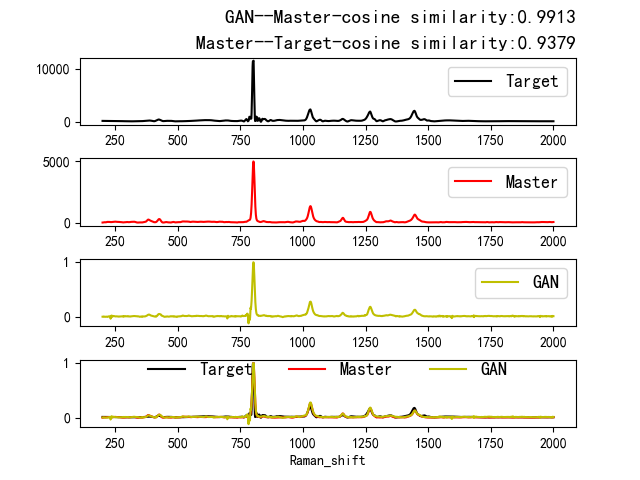 GAN--Master-cosine similarity:0.9913
Master--Target-cosine similarity:0.9379
10000
0
Target
250 500 750 1000 1250 1500 1750 2000
5000
0
Master
250 500 750 1000 1250 1500 1750 2000
1
0
GAN
250 500 750 1000 1250 1500 1750 2000
1
0
Target Master GAN
250 500 750 1000 1250 1500 1750 2000
Raman_shift